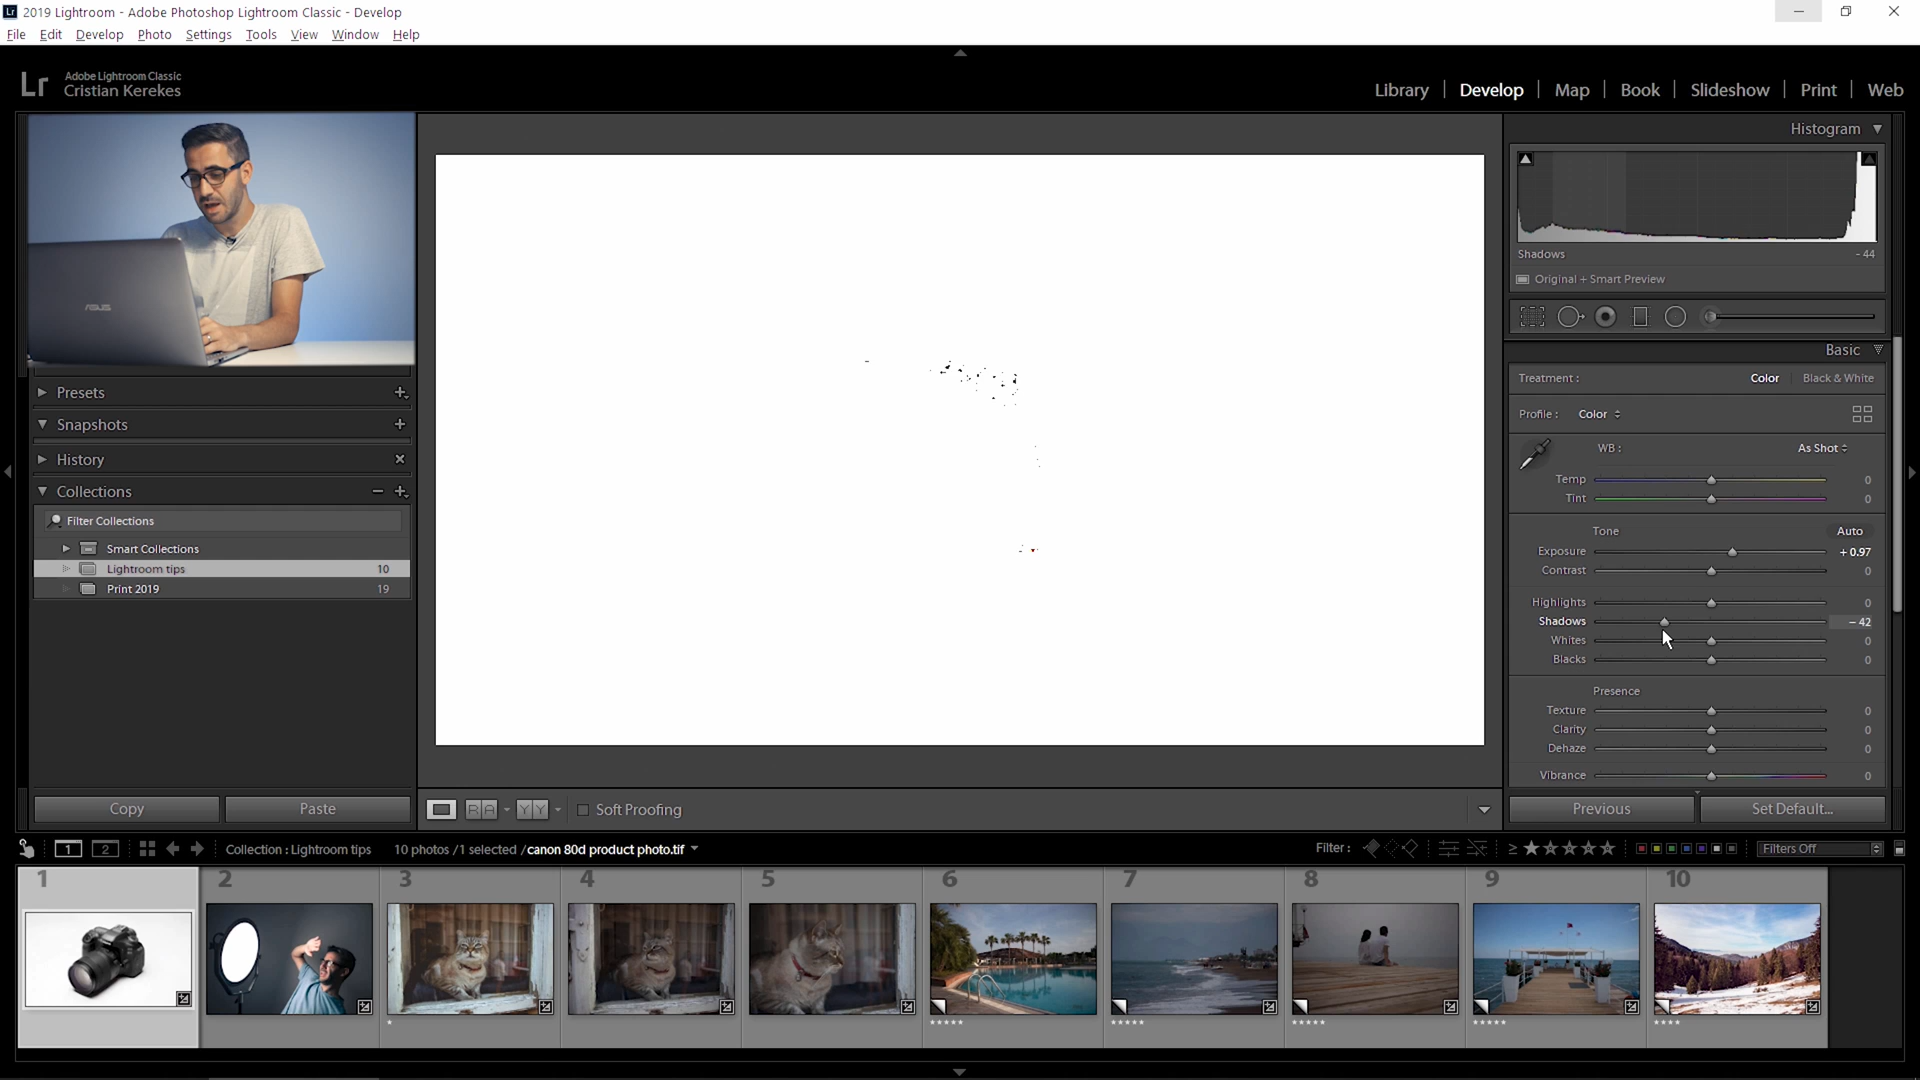 2019 Lightroom - Adobe Photoshop Lightroom Classic - Develop
File Edit Develop Photo Settings Tools View Window Help
Lr Adobe Lightroom Classic
Cristian Kerekes
Library | Develop | Map | Book | Slideshow | Print | Web
Histogram
Shadows - 44
Original + Smart Preview
Basic
Treatment : Color Black & White
Profile : Color
WB : As Shot
Temp 0
Tint 0
Tone Auto
Exposure + 0.97
Contrast 0
Highlights 0
Shadows - 42
Whites 0
Blacks 0
Presence
Texture 0
Clarity 0
Dehaze 0
Vibrance 0
Previous Set Default...
ASUS
Presets
Snapshots
History
Collections
Filter Collections
Smart Collections
Lightroom tips 10
Print 2019 19
Copy Paste
R A Y Y Soft Proofing
1 2 Collection : Lightroom tips 10 photos / 1 selected / canon 80d product photo.tif Filter : Filters Off
1 2 3 4 5 6 7 8 9 10